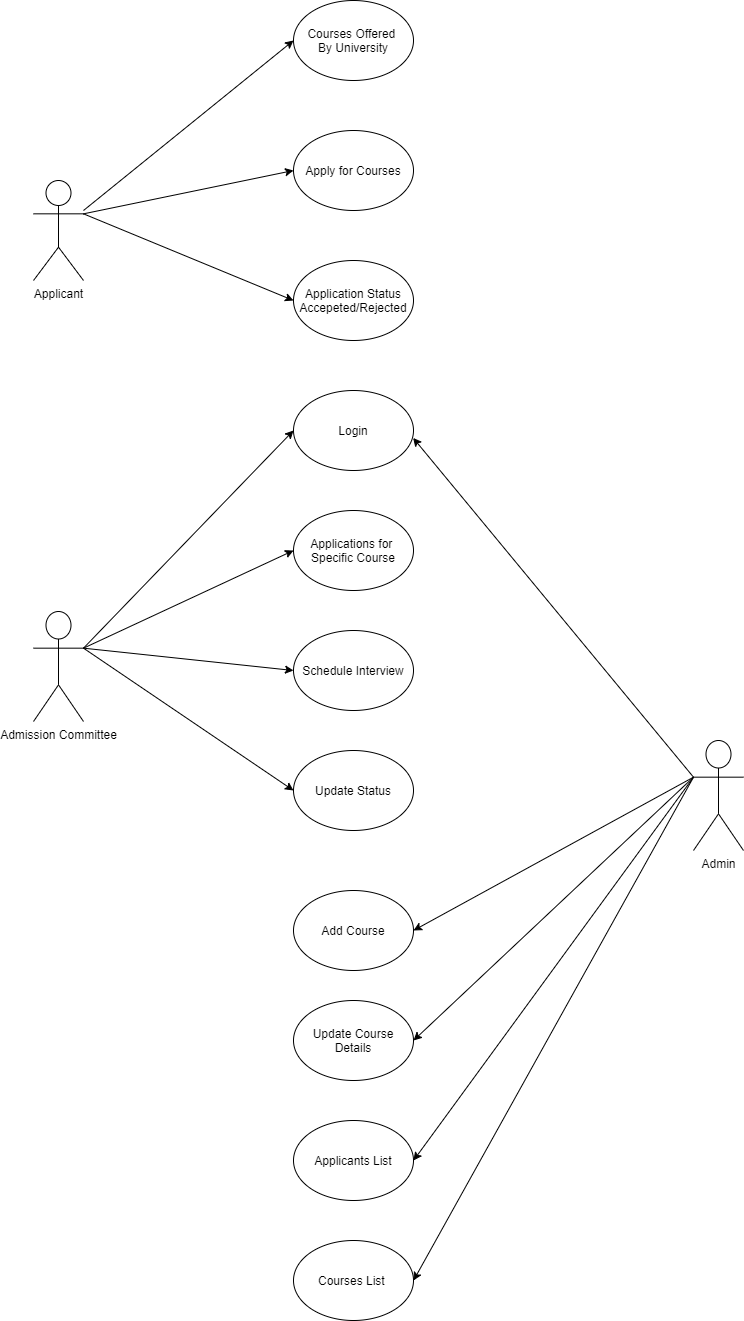 Courses Offered
By University
Apply for Courses
Applicant
Application Status
Accepeted/Rejected
Login
Applications for
Specific Course
Schedule Interview
Admission Committee
Update Status
Admin
Add Course
Update Course
Details
Applicants List
Courses List